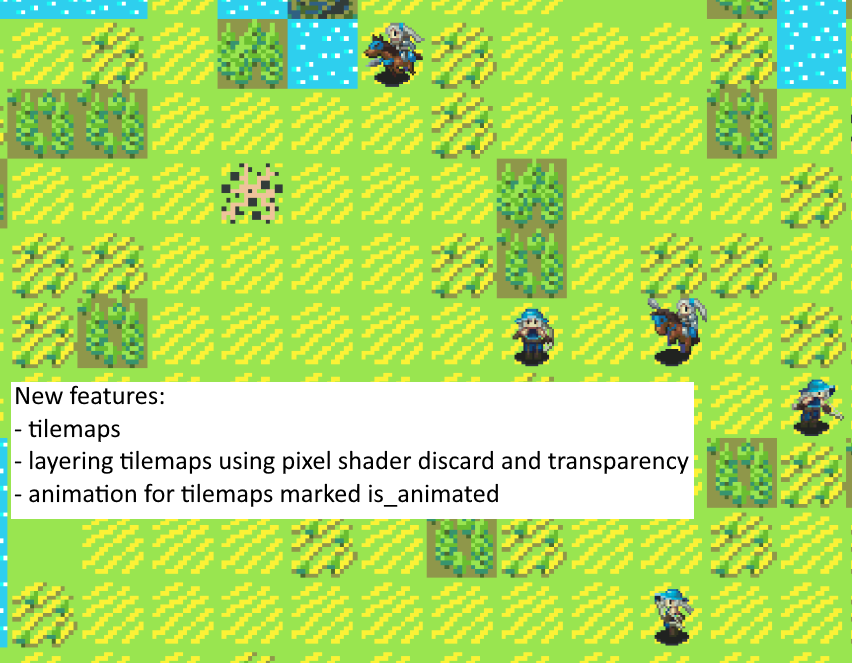 New features:
- tilemaps
- layering tilemaps using pixel shader discard and transparency
- animation for tilemaps marked is_animated